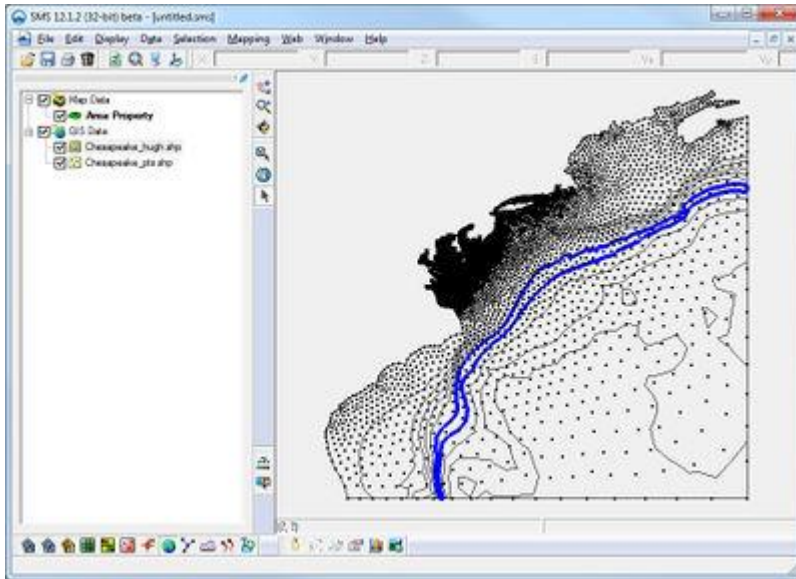 SMS 12.1.2 (32-bit) beta - [untitled.sms]
File Edit Display Data Selection Mapping Web Window Help
Map Data
Area Property
GIS Data
Chesapeake_hugh.shp
Chesapeake_pts.shp